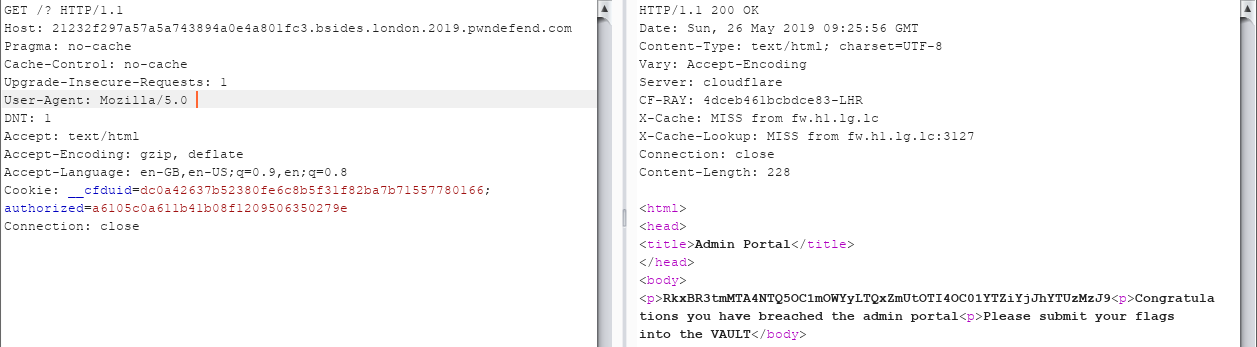 GET /? HTTP/1.1
Host: 21232f297a57a5a743894a0e4a801fc3.bsides.london.2019.pwndefend.com
Pragma: no-cache
Cache-Control: no-cache
Upgrade-Insecure-Requests: 1
User-Agent: Mozilla/5.0
DNT: 1
Accept: text/html
Accept-Encoding: gzip, deflate
Accept-Language: en-GB,en-US;q=0.9,en;q=0.8
Cookie: __cfduid=dc0a42637b52380fe6c8b5f31f82ba7b71557780166;
authorized=a6105c0a611b41b08f1209506350279e
Connection: close
HTTP/1.1 200 OK
Date: Sun, 26 May 2019 09:25:56 GMT
Content-Type: text/html; charset=UTF-8
Vary: Accept-Encoding
Server: cloudflare
CF-RAY: 4dceb461bcbdce83-LHR
X-Cache: MISS from fw.h1.lg.lc
X-Cache-Lookup: MISS from fw.h1.lg.lc:3127
Connection: close
Content-Length: 228
<html>
<head>
<title>Admin Portal</title>
</head>
<body>
<p>RkxBR3tmMTA4NTQ5OC1mOWYyLTQxZmUtOTI4OC01YTZiYjJhYTUzMzJ9<p>Congratula
tions you have breached the admin portal<p>Please submit your flags
into the VAULT</body>